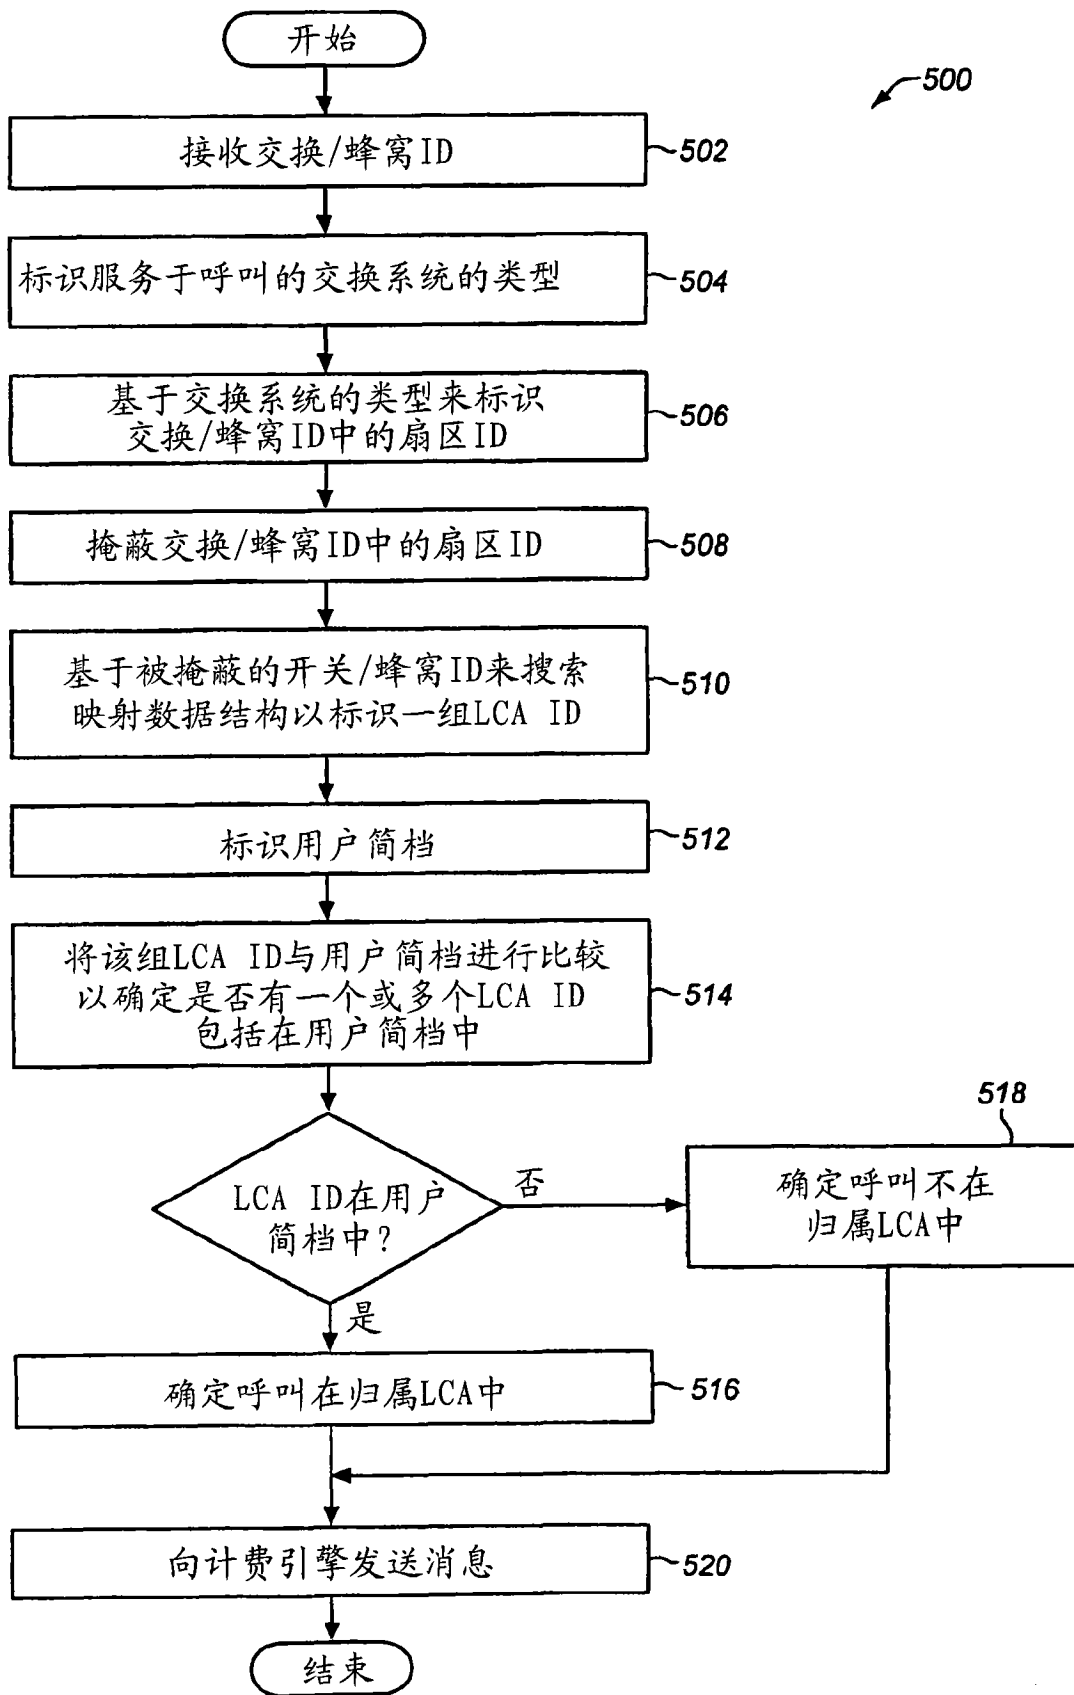 开始
500
接收交换/蜂窝ID
502
标识服务于呼叫的交换系统的类型
504
基于交换系统的类型来标识
交换/蜂窝ID中的扇区ID
506
掩蔽交换/蜂窝ID中的扇区ID
508
基于被掩蔽的开关/蜂窝ID来搜索
映射数据结构以标识一组LCA ID
510
标识用户简档
512
将该组LCA ID与用户简档进行比较
以确定是否有一个或多个LCA ID
包括在用户简档中
514
LCA ID在用户
简档中?
否
518
确定呼叫不在
归属LCA中
是
确定呼叫在归属LCA中
516
向计费引擎发送消息
520
结束